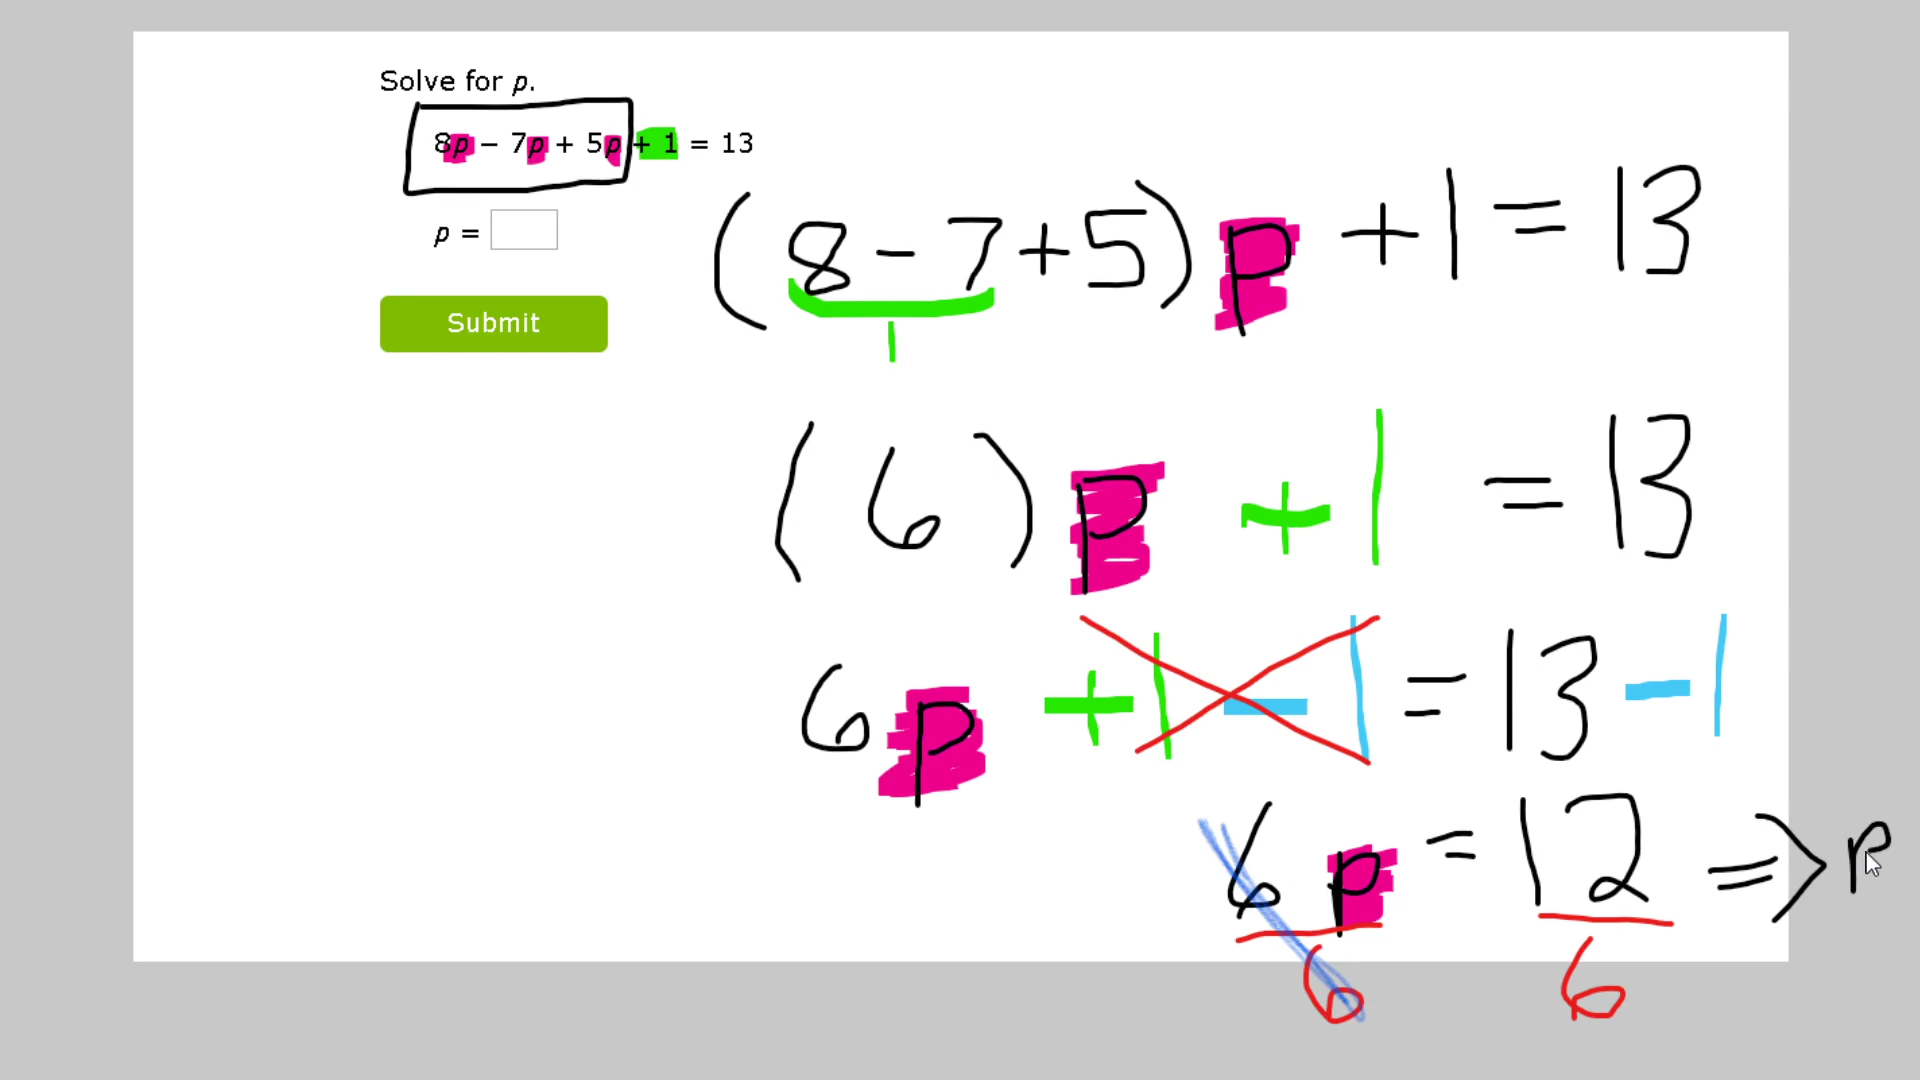 Solve for p.
8p − 7p + 5p + 1 = 13
p =
Submit
(8-7+5)p +1=13
1
(6)p +1 =13
6p +1 -1 =13-1
6p = 12 => p
6 6